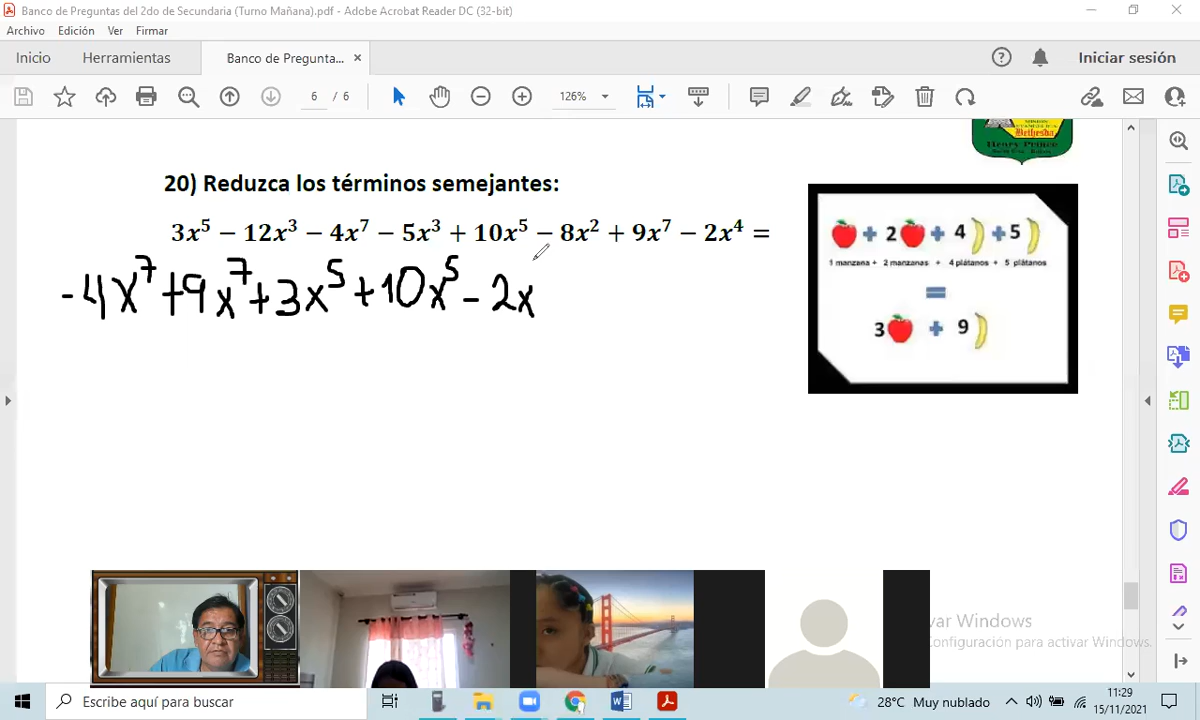 Banco de Preguntas del 2do de Secundaria (Turno Mañana).pdf - Adobe Acrobat Reader DC (32-bit)
Archivo Edición Ver Firmar
Inicio Herramientas Banco de Pregunta... × Iniciar sesión
6 / 6 126%
Bethesda
Henry Prince
20) Reduzca los términos semejantes:
3x⁵ − 12x³ − 4x⁷ − 5x³ + 10x⁵ − 8x² + 9x⁷ − 2x⁴ =
- 4x⁷ + 9x⁷ + 3x⁵ + 10x⁵ - 2x
+ 2 + 4 + 5
1 manzana + 2 manzanas + 4 plátanos + 5 plátanos
=
3 + 9
var Windows
Configuración para activar Windows.
Escribe aquí para buscar
28°C Muy nublado
11:29
15/11/2021